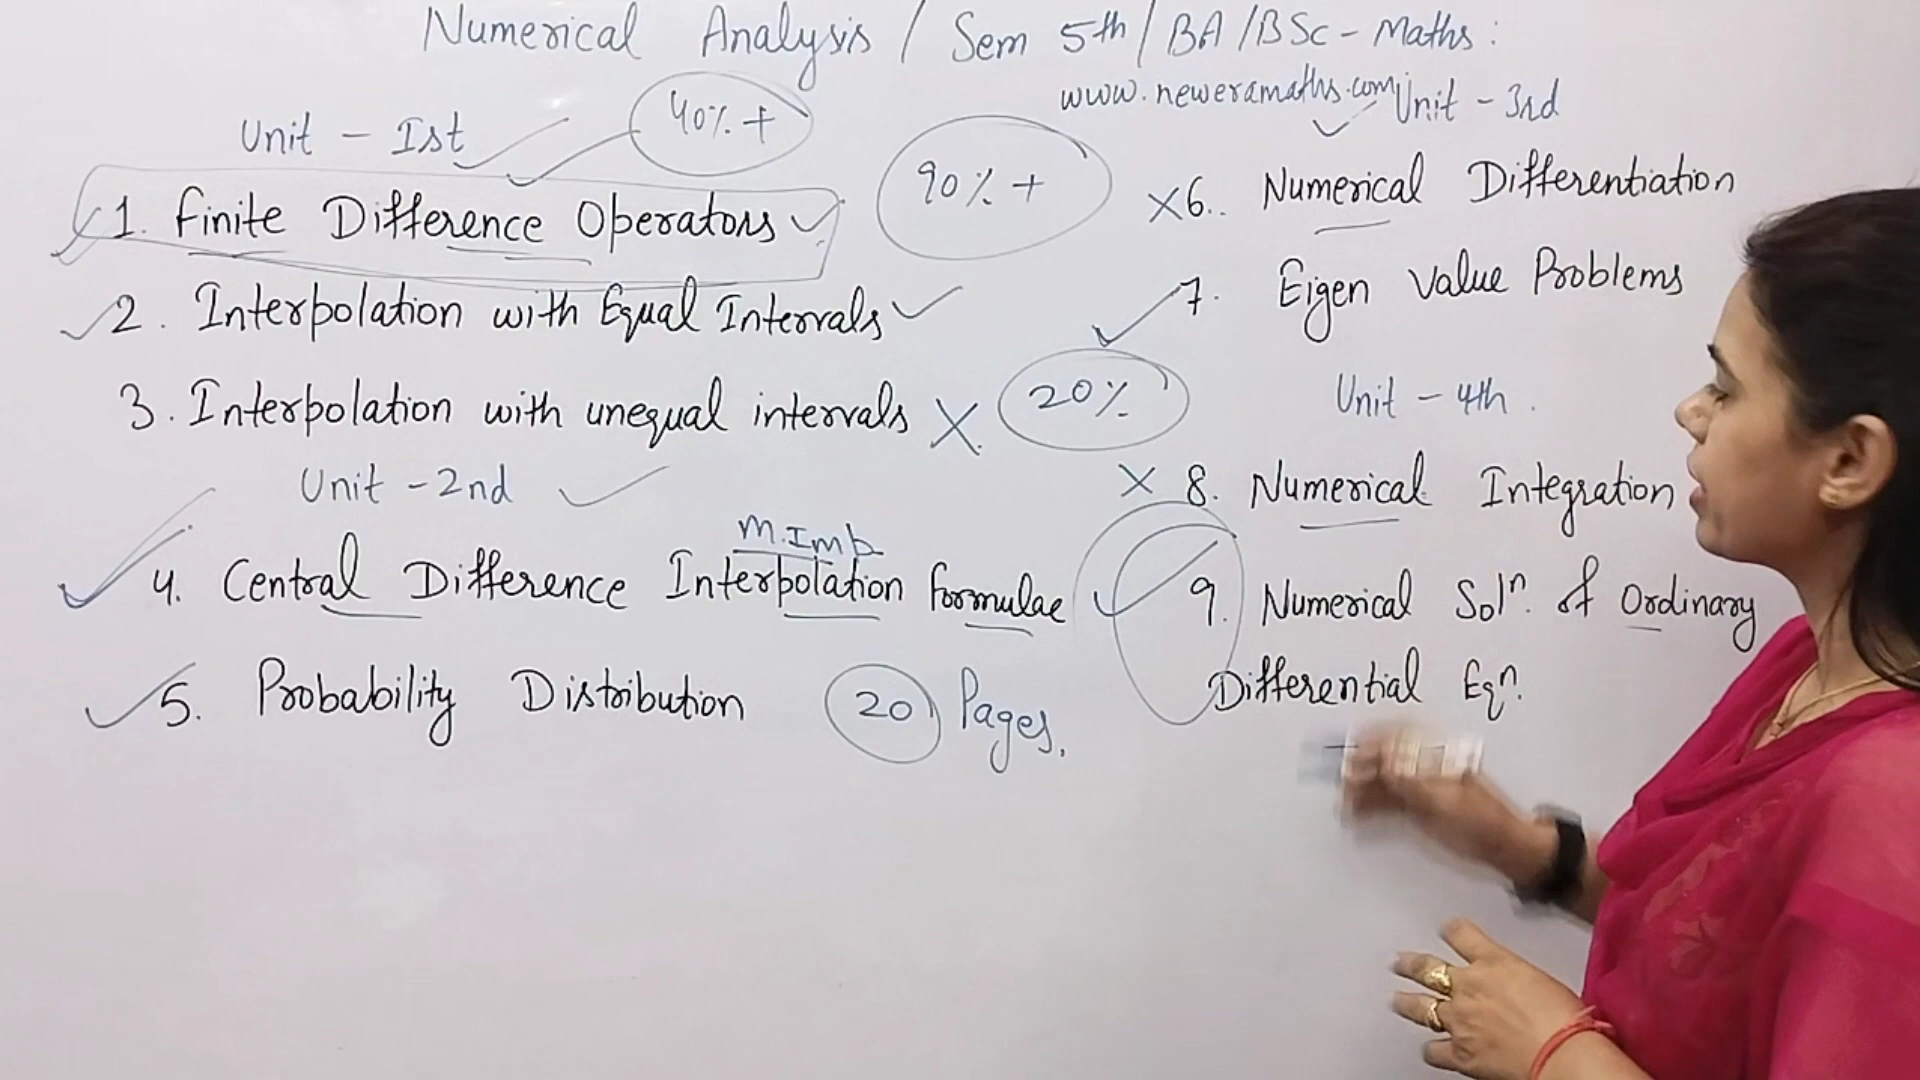 Numerical Analysis / Sem 5th / BA / BSc - Maths :
www.neweramaths.com
Unit - Ist
40% +
90% +
1. Finite Difference Operators
2. Interpolation with Equal Intervals
3. Interpolation with unequal intervals
20%
Unit - 2nd
M.Imp
4. Central Difference Interpolation formulae
5. Probability Distribution
20 Pages.
Unit - 3rd
6. Numerical Differentiation
7. Eigen Value Problems
Unit - 4th .
8. Numerical Integration
9. Numerical Solⁿ. of Ordinary
Differential Eqⁿ.